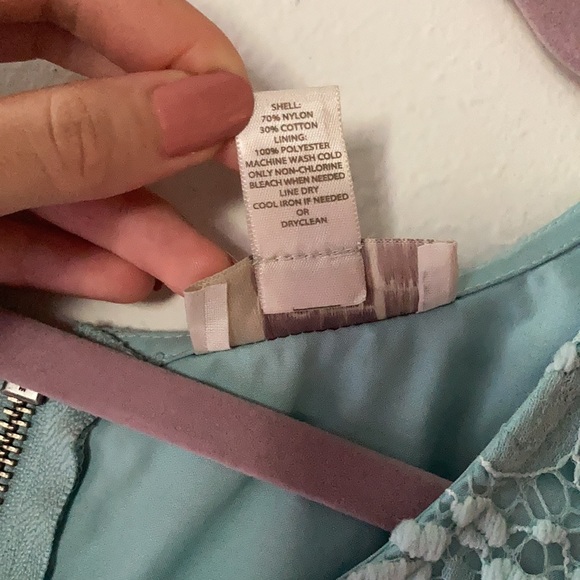 SHELL:
70% NYLON
30% COTTON
LINING:
100% POLYESTER
MACHINE WASH COLD
ONLY NON-CHLORINE
BLEACH WHEN NEEDED
LINE DRY
COOL IRON IF NEEDED
OR
DRYCLEAN